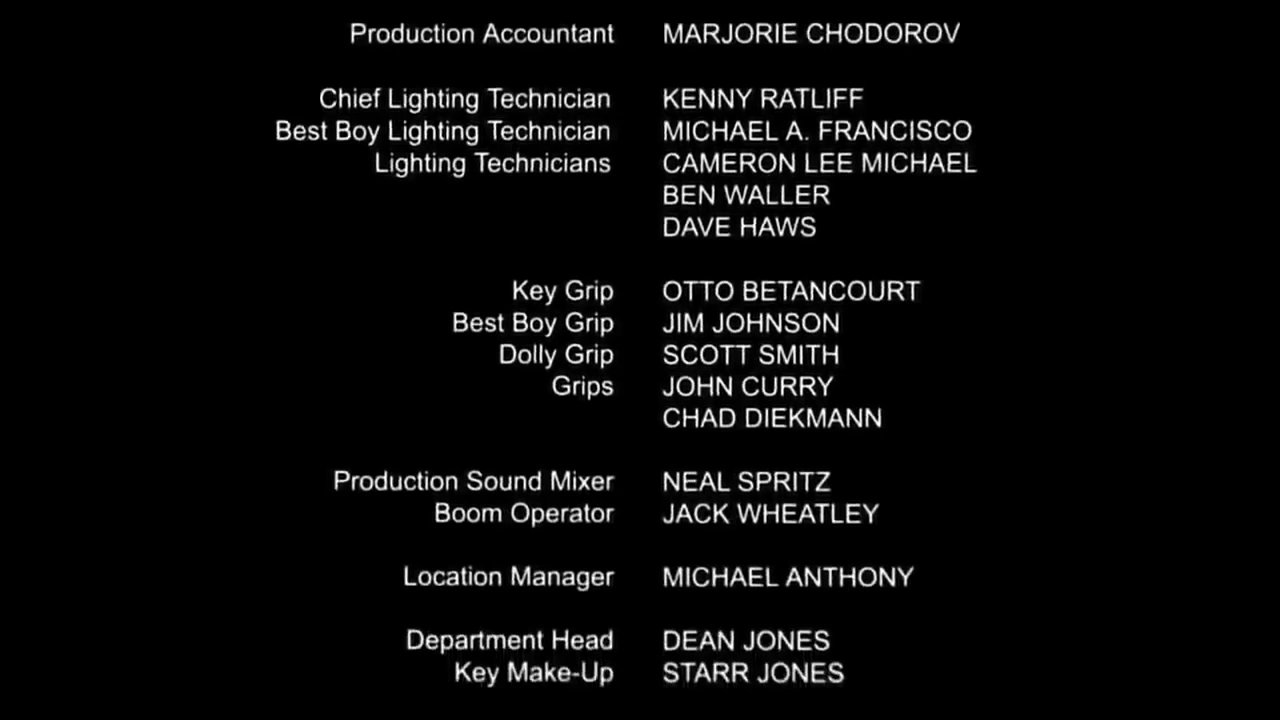 Production Accountant MARJORIE CHODOROV
Chief Lighting Technician KENNY RATLIFF
Best Boy Lighting Technician MICHAEL A. FRANCISCO
Lighting Technicians CAMERON LEE MICHAEL
BEN WALLER
DAVE HAWS
Key Grip OTTO BETANCOURT
Best Boy Grip JIM JOHNSON
Dolly Grip SCOTT SMITH
Grips JOHN CURRY
CHAD DIEKMANN
Production Sound Mixer NEAL SPRITZ
Boom Operator JACK WHEATLEY
Location Manager MICHAEL ANTHONY
Department Head DEAN JONES
Key Make-Up STARR JONES